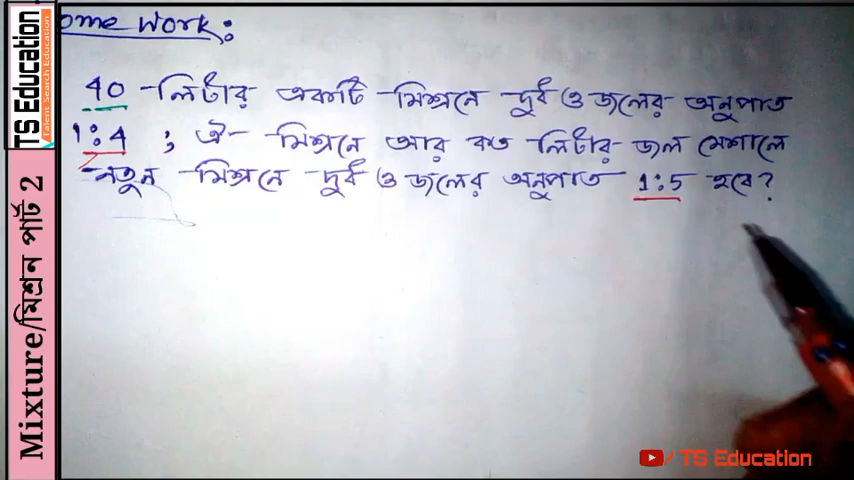 ome Work:
40 লিটার একটি মিশ্রনে দুধ ও জলের অনুপাত
1:4 ; ঐ মিশ্রনে আর কত লিটার জল মেশালে
নতুন মিশ্রনে দুধ ও জলের অনুপাত 1:5 হবে?
TS Education
Talent Search Education
Mixture/মিশ্রন পার্ট 2
/ TS Education